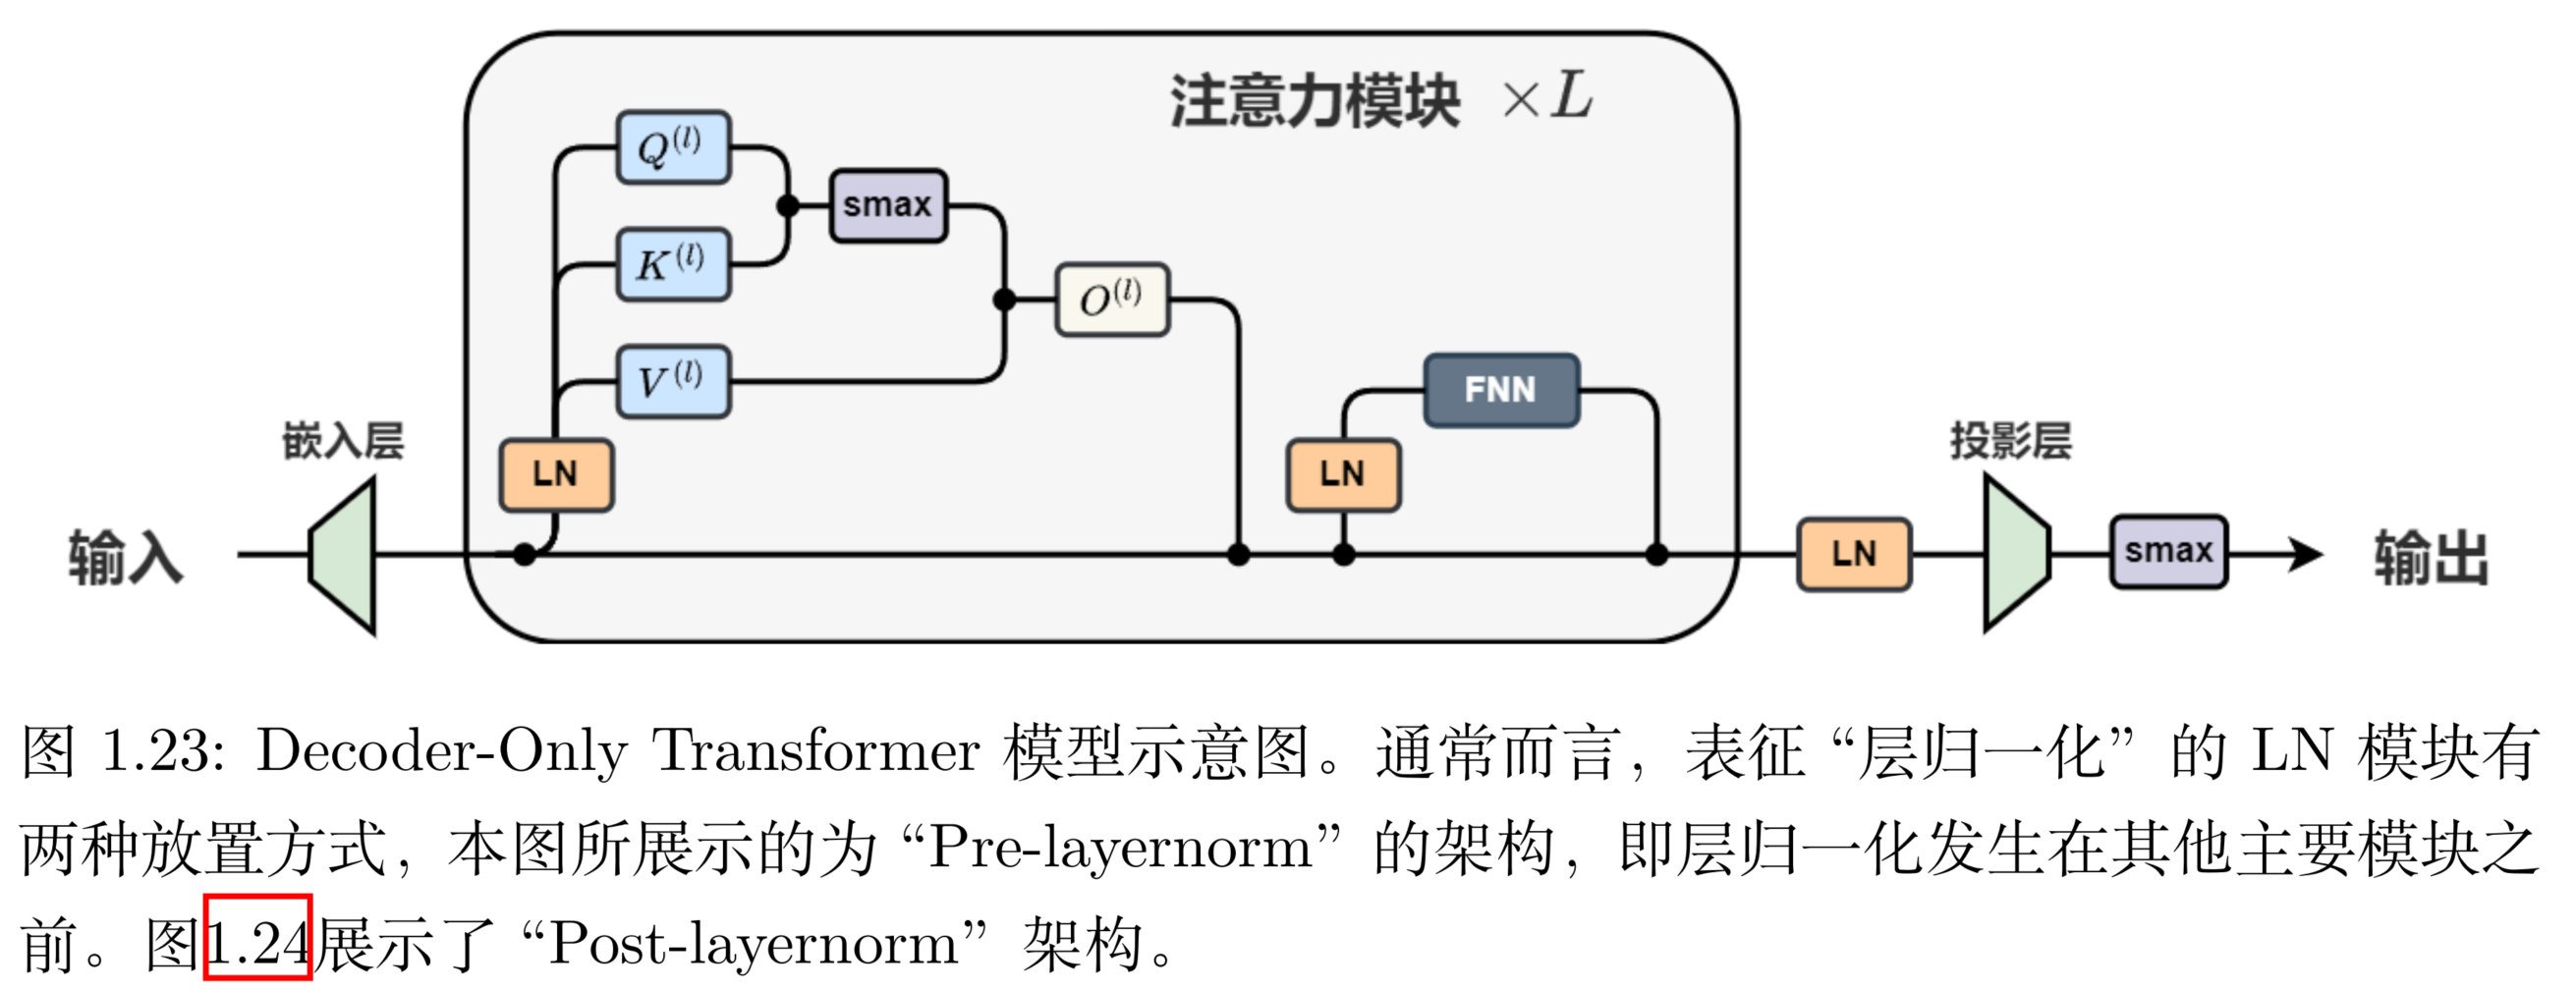 注意力模块 ×L
Q^(l)
smax
K^(l)
O^(l)
V^(l)
FNN
嵌入层
投影层
LN
LN
输入
LN
smax
输出
图 1.23: Decoder-Only Transformer 模型示意图。通常而言，表征 “层归一化” 的 LN 模块有
两种放置方式，本图所展示的为 “Pre-layernorm” 的架构，即层归一化发生在其他主要模块之
前。图1.24展示了 “Post-layernorm” 架构。